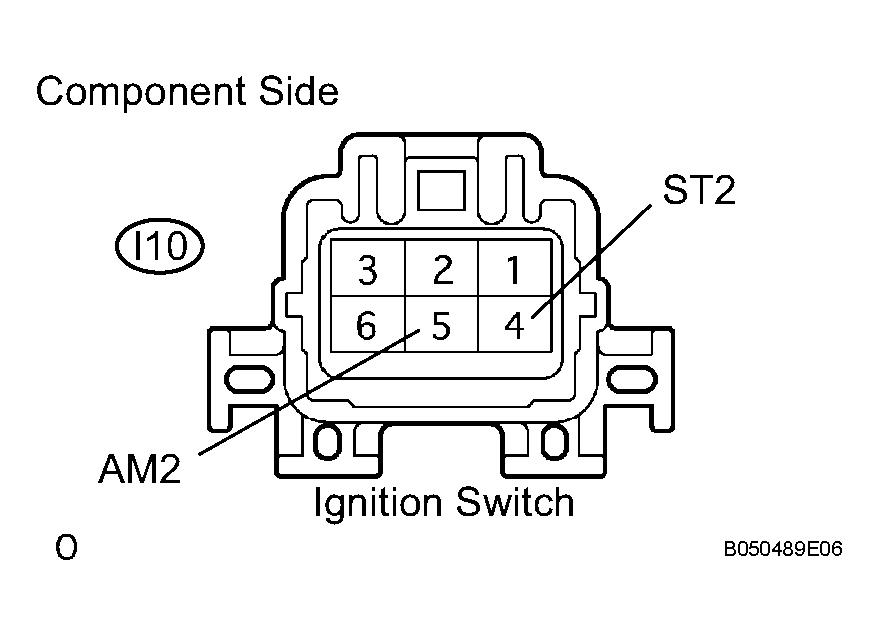 Component Side
ST2
I10
3 2 1
6 5 4
AM2
Ignition Switch
O
B050489E06